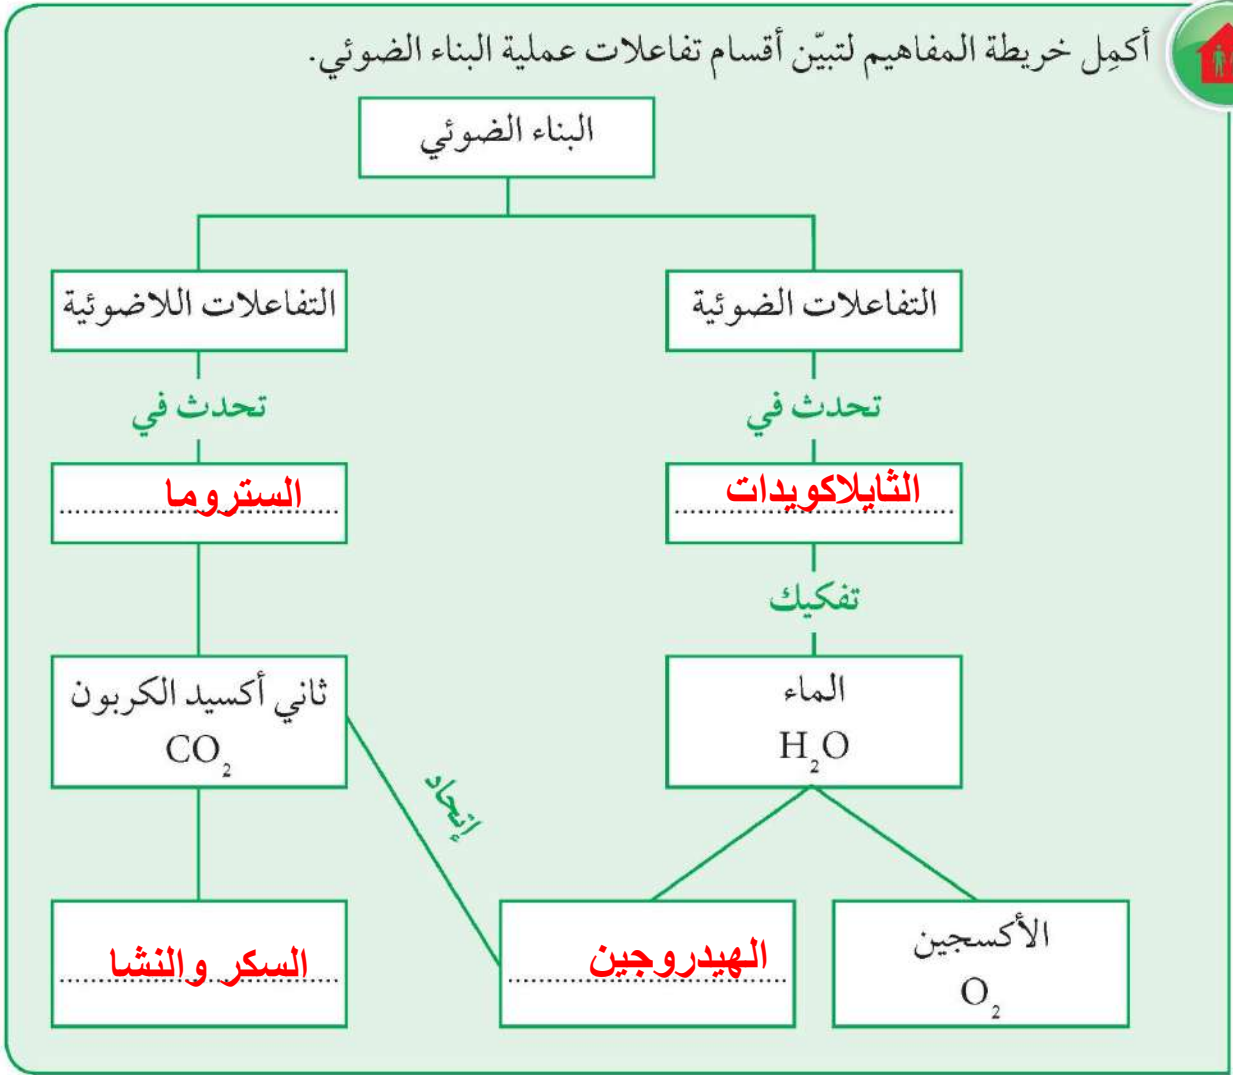 أكمِل خريطة المفاهيم لتبيّن أقسام تفاعلات عملية البناء الضوئي.
البناء الضوئي
التفاعلات الضوئية
التفاعلات اللاضوئية
تحدث في
تحدث في
الثايلاكويدات
الستروما
تفكيك
الماء
H₂O
ثاني أكسيد الكربون
CO₂
إتحاد
الأكسجين
O₂
الهيدروجين
السكر والنشا